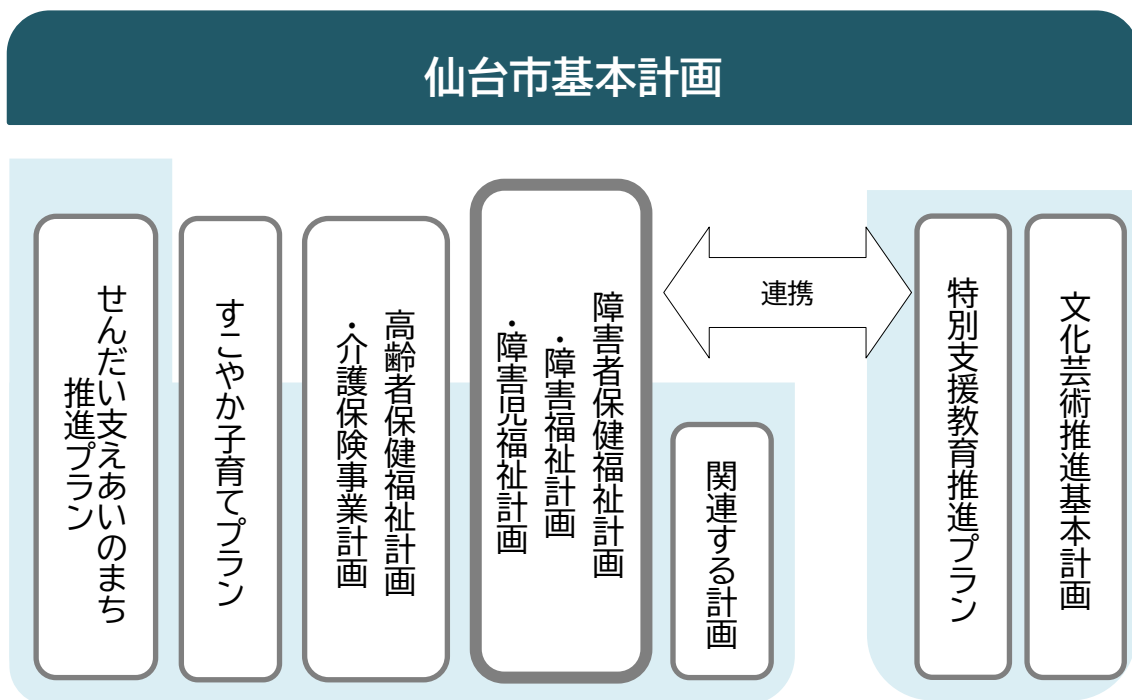 仙台市基本計画
せんだい支えあいのまち
推進プラン
すこやか子育てプラン
高齢者保健福祉計画
・介護保険事業計画
障害者保健福祉計画
・障害福祉計画
・障害児福祉計画
関連する計画
連携
特別支援教育推進プラン
文化芸術推進基本計画